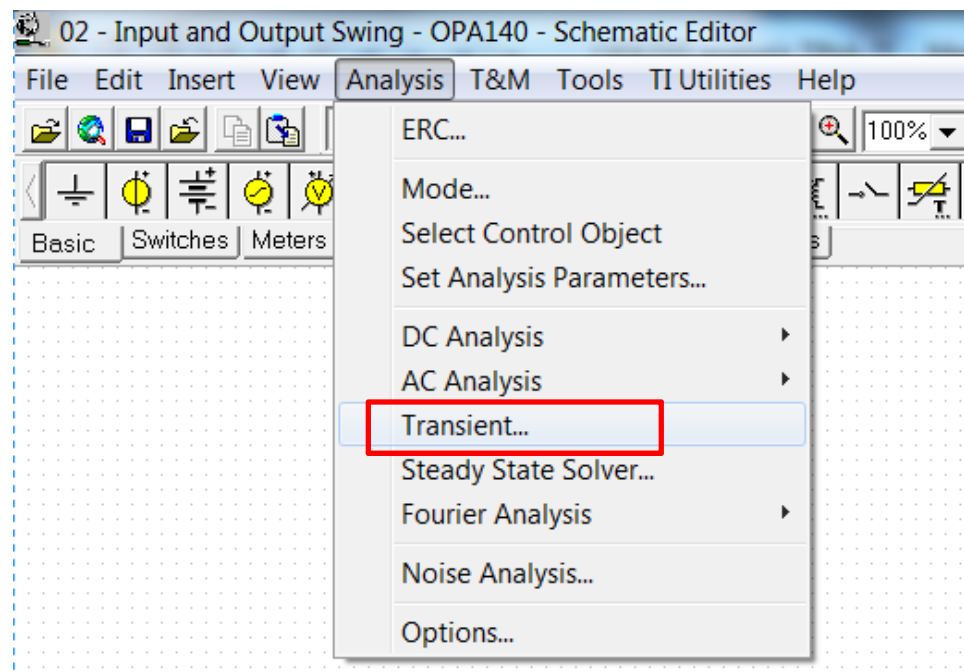 02 - Input and Output Swing - OPA140 - Schematic Editor
File Edit Insert View Analysis T&M Tools TI Utilities Help
100%
Basic Switches Meters
ERC...
Mode...
Select Control Object
Set Analysis Parameters...
DC Analysis
AC Analysis
Transient...
Steady State Solver...
Fourier Analysis
Noise Analysis...
Options...